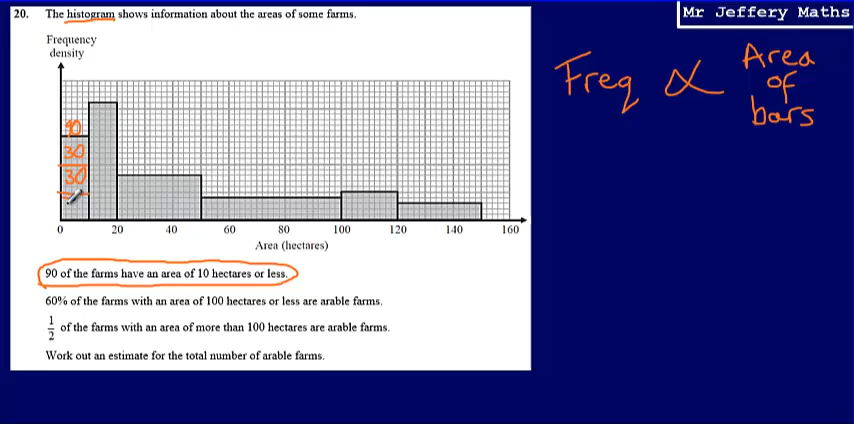 Mr Jeffery Maths
20. The histogram shows information about the areas of some farms.
Frequency
density
90
30
30
0 20 40 60 80 100 120 140 160
Area (hectares)
90 of the farms have an area of 10 hectares or less.
60% of the farms with an area of 100 hectares or less are arable farms.
1/2 of the farms with an area of more than 100 hectares are arable farms.
Work out an estimate for the total number of arable farms.
Freq ∝ Area
of
bars